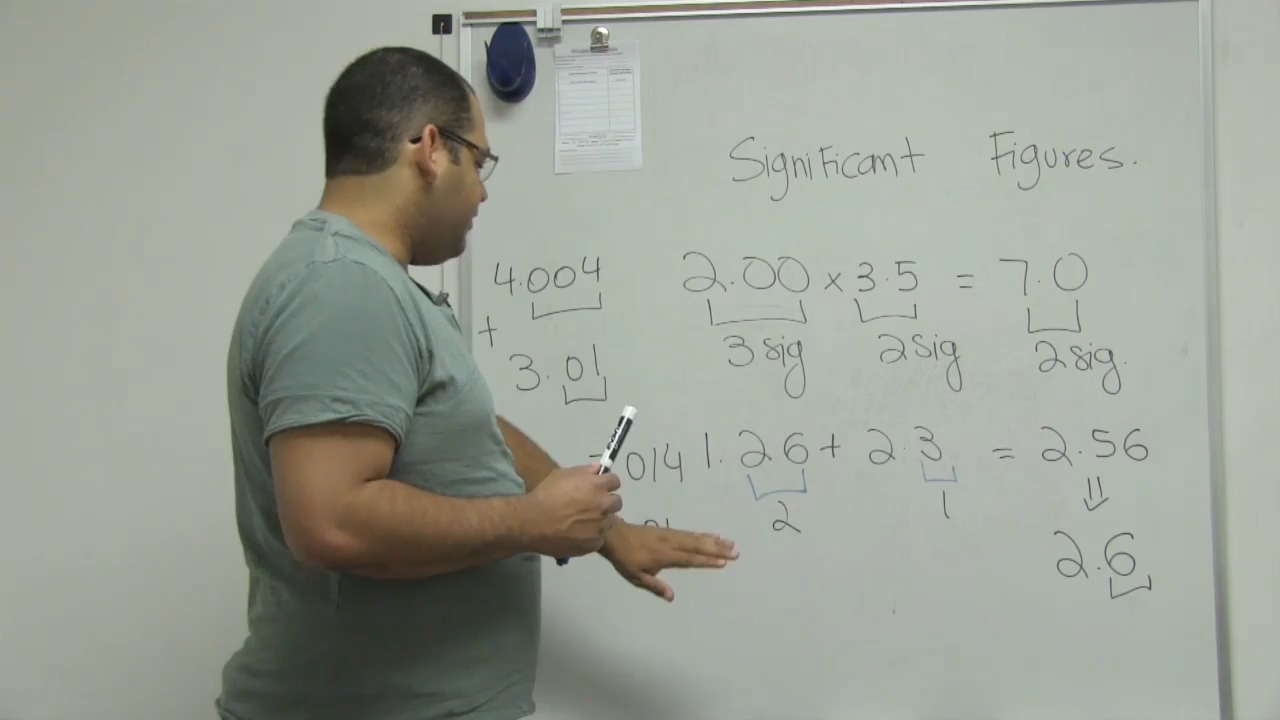 Significant Figures.
4.004
+
3.01
014
2.00 × 3.5 = 7.0
3 sig 2 sig 2 sig.
1.26 + 2.3 = 2.56
2 1
⇓
2.6